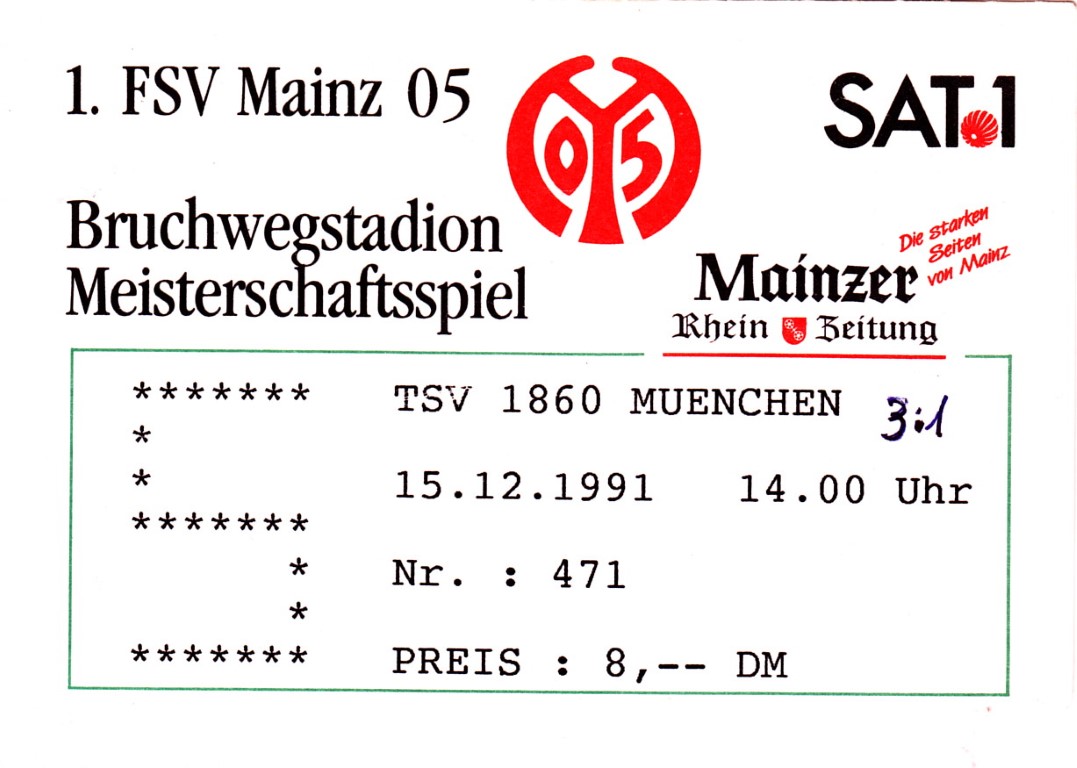 1. FSV Mainz 05
05
SAT.1
Bruchwegstadion
Meisterschaftsspiel
Die starken
Seiten
von Mainz
Mainzer
Rhein Zeitung
******* TSV 1860 MUENCHEN 3:1
*
* 15.12.1991 14.00 Uhr
*******
* Nr. : 471
*
******* PREIS : 8,-- DM